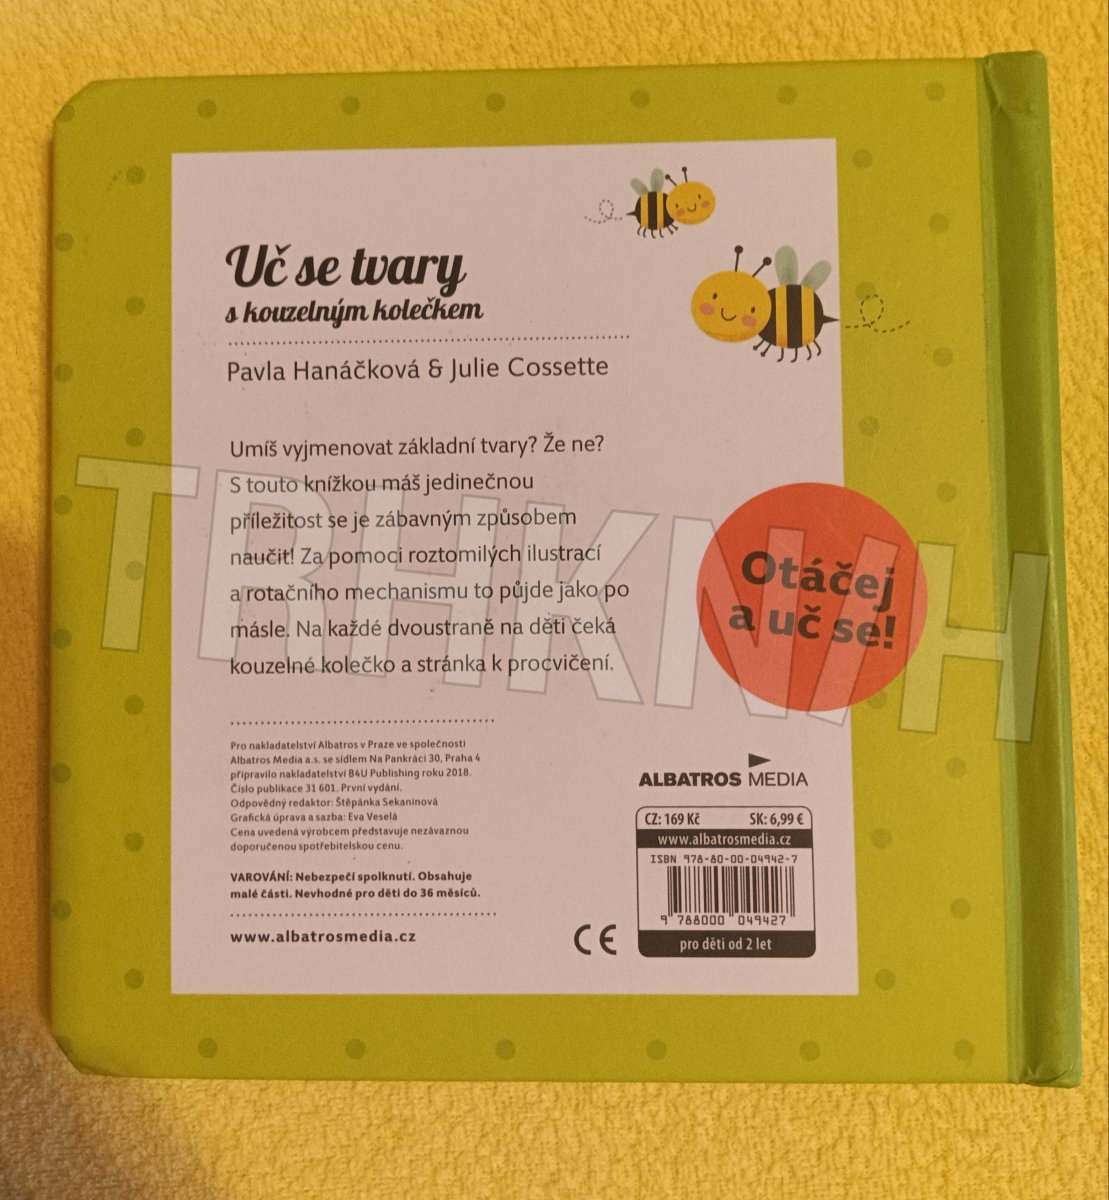 Uč se tvary
s kouzelným kolečkem
Pavla Hanáčková & Julie Cossette
Umíš vyjmenovat základní tvary? Že ne?
S touto knížkou máš jedinečnou
příležitost se je zábavným způsobem
naučit! Za pomoci roztomilých ilustrací
a rotačního mechanismu to půjde jako po
másle. Na každé dvoustraně na děti čeká
kouzelné kolečko a stránka k procvičení.
Otáčej
a uč se!
TRHKNIH
Pro nakladatelství Albatros v Praze ve společnosti
Albatros Media a.s. se sídlem Na Pankráci 30, Praha 4
připravilo nakladatelství B4U Publishing roku 2018.
Číslo publikace 31 601. První vydání.
Odpovědný redaktor: Štěpánka Sekaninová
Grafická úprava a sazba: Eva Veselá
Cena uvedená výrobcem představuje nezávaznou
doporučenou spotřebitelskou cenu.
VAROVÁNÍ: Nebezpečí spolknutí. Obsahuje
malé části. Nevhodné pro děti do 36 měsíců.
www.albatrosmedia.cz
CE
ALBATROS MEDIA
CZ: 169 Kč SK: 6,99 €
www.albatrosmedia.cz
ISBN 978-80-00-04942-7
9 788000 049427
pro děti od 2 let